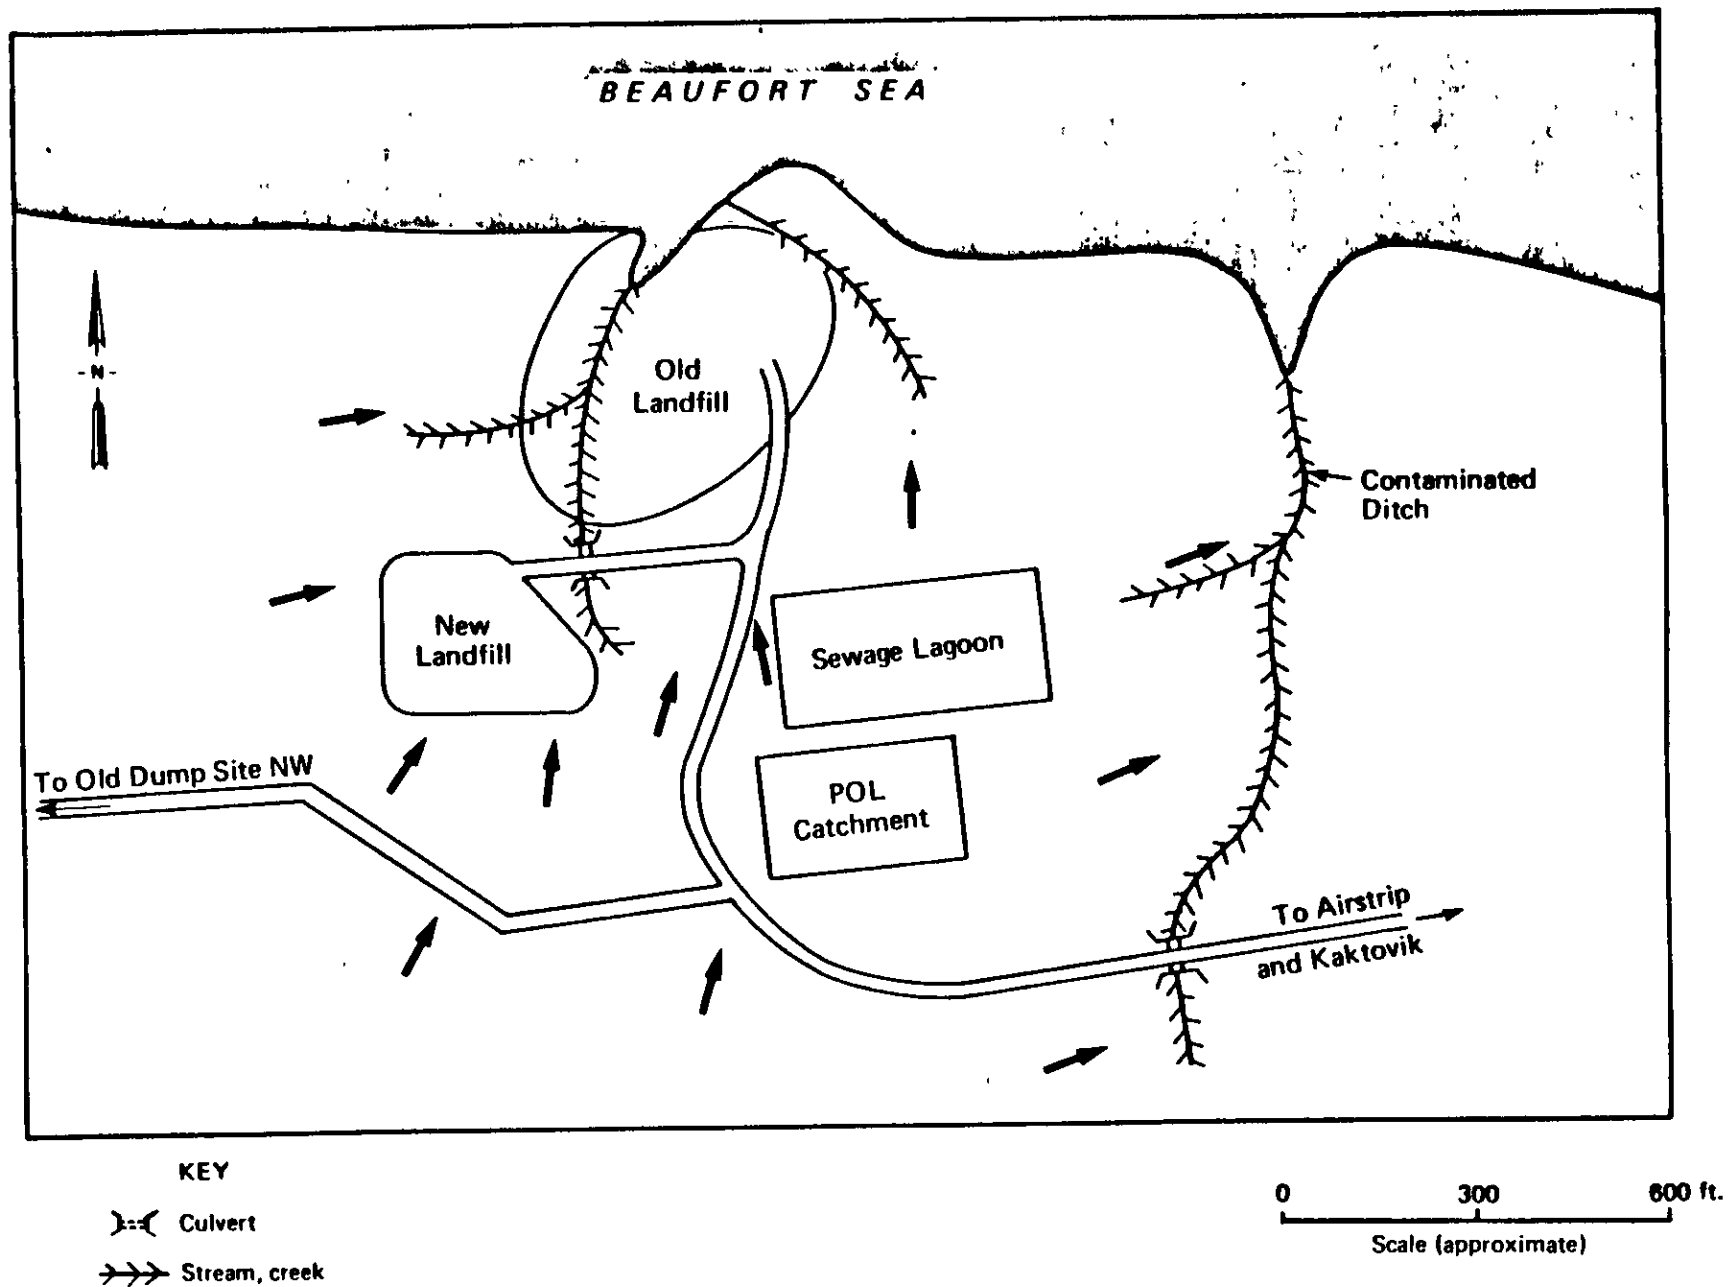 BEAUFORT SEA
-N-
Old
Landfill
Contaminated
Ditch
New
Landfill
Sewage Lagoon
To Old Dump Site NW
POL
Catchment
To Airstrip
and Kaktovik
KEY
Culvert
Stream, creek
0 300 600 ft.
Scale (approximate)